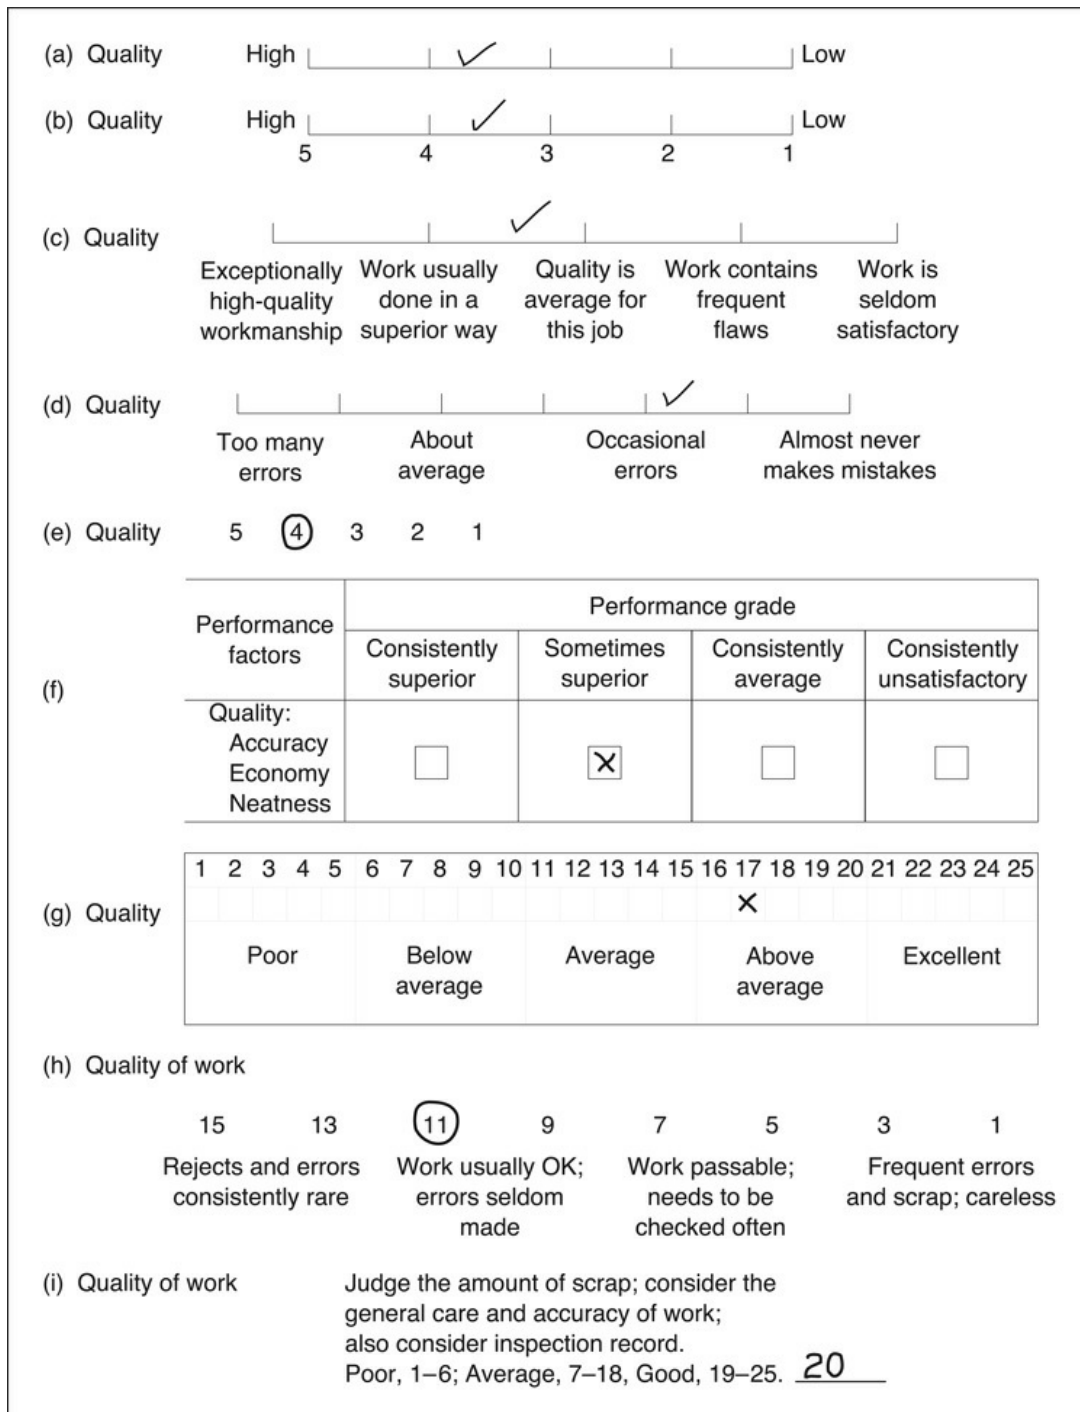 (a) Quality High Low
(b) Quality High Low
5 4 3 2 1
(c) Quality
Exceptionally high-quality workmanship
Work usually done in a superior way
Quality is average for this job
Work contains frequent flaws
Work is seldom satisfactory
(d) Quality
Too many errors
About average
Occasional errors
Almost never makes mistakes
(e) Quality 5 4 3 2 1
(f)
Performance factors
Performance grade
Consistently superior
Sometimes superior
Consistently average
Consistently unsatisfactory
Quality:
Accuracy
Economy
Neatness
1 2 3 4 5 6 7 8 9 10 11 12 13 14 15 16 17 18 19 20 21 22 23 24 25
(g) Quality
Poor
Below average
Average
Above average
Excellent
(h) Quality of work
15 13 11 9 7 5 3 1
Rejects and errors consistently rare
Work usually OK; errors seldom made
Work passable; needs to be checked often
Frequent errors and scrap; careless
(i) Quality of work
Judge the amount of scrap; consider the
general care and accuracy of work;
also consider inspection record.
Poor, 1–6; Average, 7–18, Good, 19–25. 20